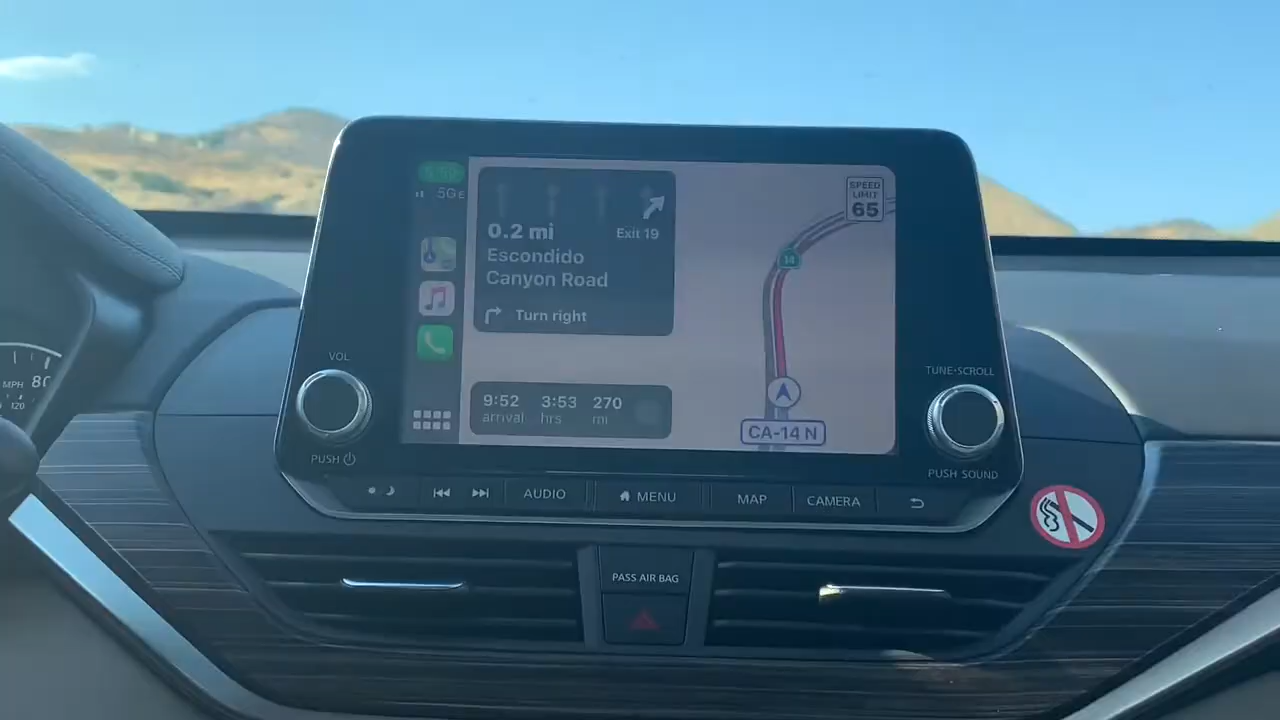 5GE
0.2 mi
Exit 19
Escondido
Canyon Road
Turn right
SPEED
LIMIT
65
14
9:52
3:53
270
arrival
hrs
mi
CA-14 N
VOL
PUSH
TUNE·SCROLL
PUSH SOUND
AUDIO
MENU
MAP
CAMERA
PASS AIR BAG
MPH
80
120